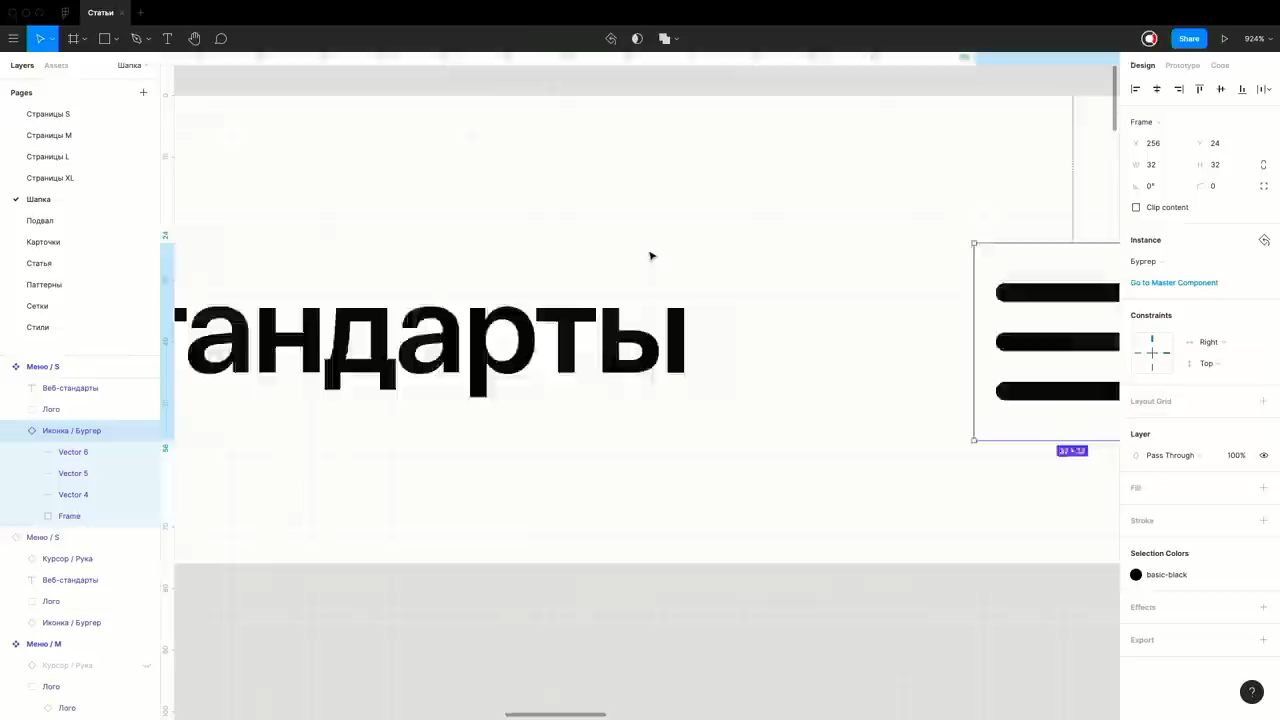 Статьи
Share
924%
Layers
Assets
Шапка
Pages
Страницы S
Страницы M
Страницы L
Страницы XL
Шапка
Подвал
Карточки
Статья
Паттерны
Сетки
Стили
Меню / S
Веб-стандарты
Лого
Иконка / Бургер
Vector 6
Vector 5
Vector 4
Frame
Меню / S
Курсор / Рука
Веб-стандарты
Лого
Иконка / Бургер
Меню / M
Курсор / Рука
Лого
Лого
24
56
тандарты
Design
Prototype
Code
Frame
X 256
Y 24
W 32
H 32
0°
0
Clip content
Instance
Бургер
Go to Master Component
Constraints
Right
Top
Layout Grid
Layer
Pass Through
100%
Fill
Stroke
Selection Colors
basic-black
Effects
Export
?